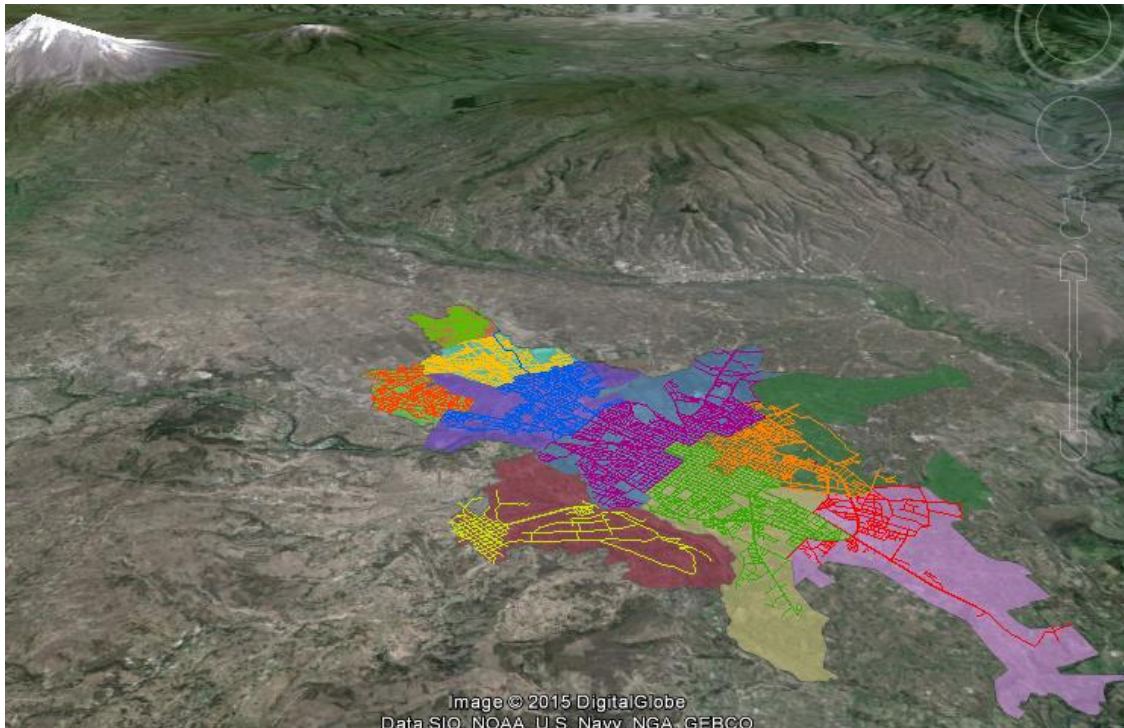 Image © 2015 DigitalGlobe
Data SIO, NOAA, U.S. Navy, NGA, GEBCO